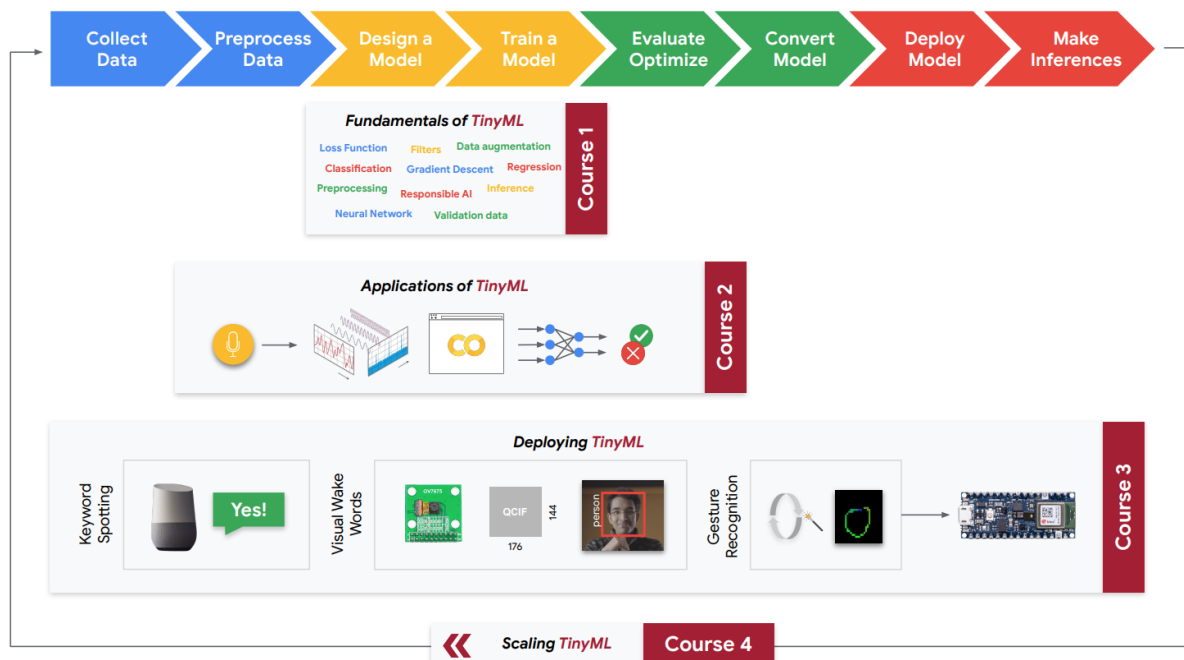 Collect
Data
Preprocess
Data
Design a
Model
Train a
Model
Evaluate
Optimize
Convert
Model
Deploy
Model
Make
Inferences
Fundamentals of TinyML
Loss Function
Filters
Data augmentation
Classification
Gradient Descent
Regression
Preprocessing
Responsible AI
Inference
Neural Network
Validation data
Course 1
Applications of TinyML
Course 2
Deploying TinyML
Keyword
Spotting
Yes!
Visual Wake
Words
OV7675
QCIF
144
176
person
Gesture
Recognition
Course 3
Scaling TinyML
Course 4